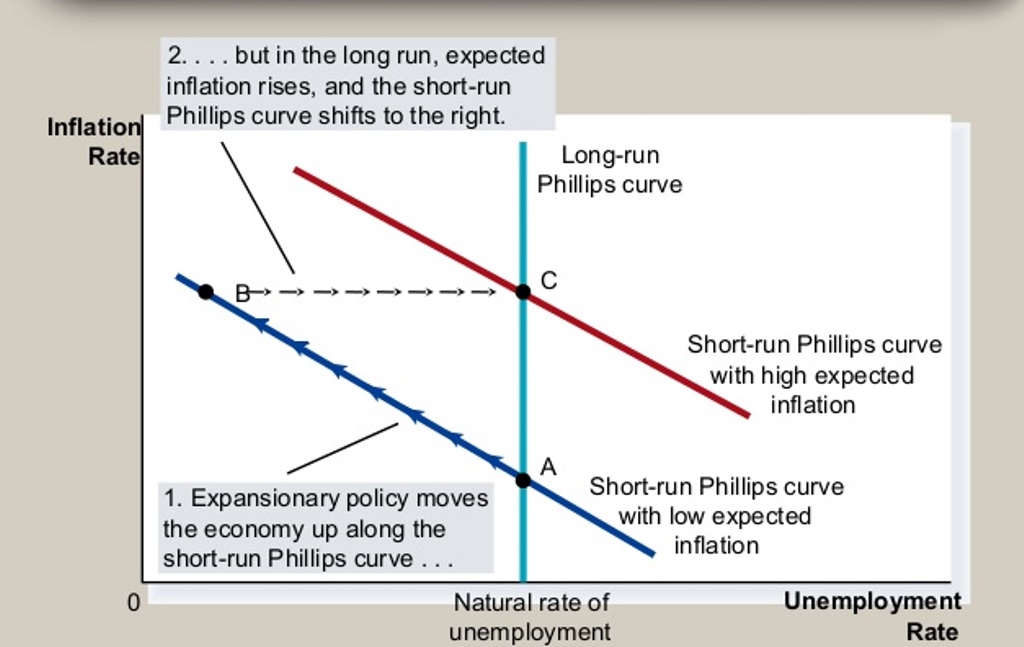 2. . . . but in the long run, expected
inflation rises, and the short-run
Phillips curve shifts to the right.
Inflation
Rate
Long-run
Phillips curve
B
C
Short-run Phillips curve
with high expected
inflation
A
Short-run Phillips curve
with low expected
inflation
1. Expansionary policy moves
the economy up along the
short-run Phillips curve . . .
0
Natural rate of
unemployment
Unemployment
Rate